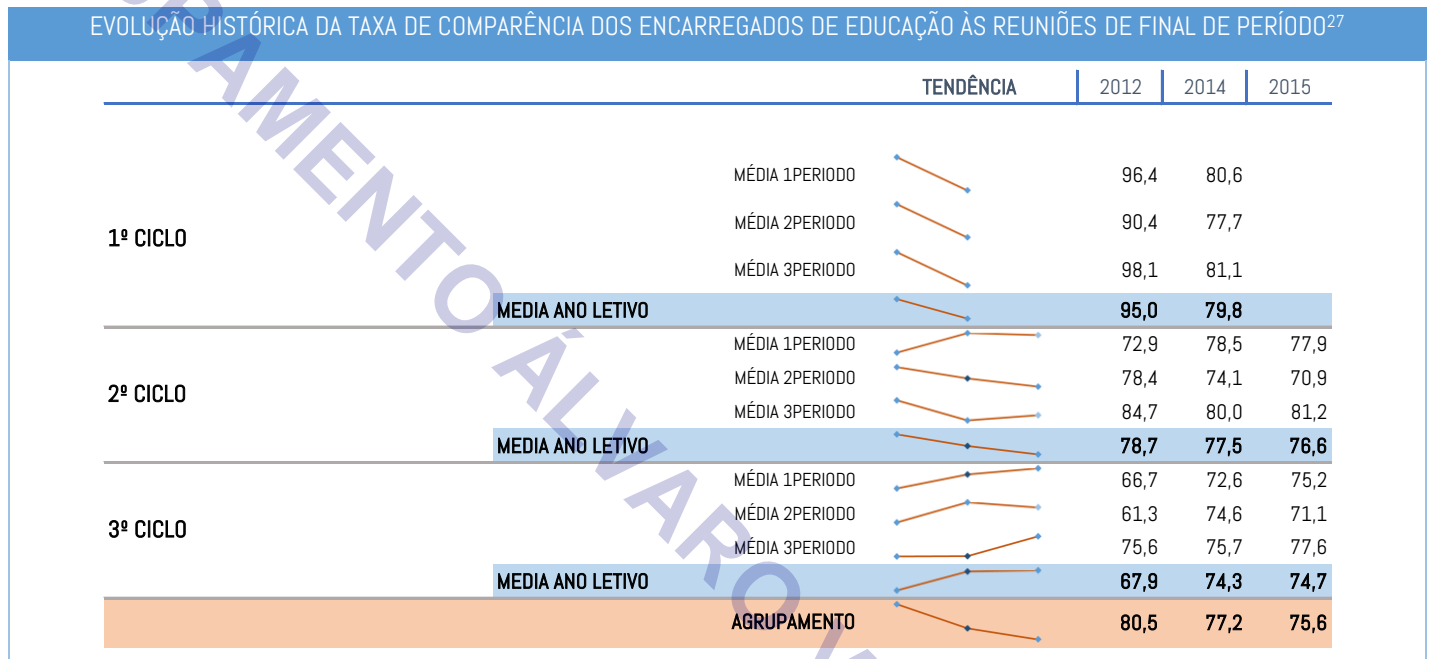 EVOLUÇÃO HISTÓRICA DA TAXA DE COMPARÊNCIA DOS ENCARREGADOS DE EDUCAÇÃO ÀS REUNIÕES DE FINAL DE PERÍODO27
TENDÊNCIA 2012 2014 2015
1º CICLO
MÉDIA 1PERIODO 96,4 80,6
MÉDIA 2PERIODO 90,4 77,7
MÉDIA 3PERIODO 98,1 81,1
MEDIA ANO LETIVO 95,0 79,8
2º CICLO
MÉDIA 1PERIODO 72,9 78,5 77,9
MÉDIA 2PERIODO 78,4 74,1 70,9
MÉDIA 3PERIODO 84,7 80,0 81,2
MEDIA ANO LETIVO 78,7 77,5 76,6
3º CICLO
MÉDIA 1PERIODO 66,7 72,6 75,2
MÉDIA 2PERIODO 61,3 74,6 71,1
MÉDIA 3PERIODO 75,6 75,7 77,6
MEDIA ANO LETIVO 67,9 74,3 74,7
AGRUPAMENTO 80,5 77,2 75,6
RUPAMENTO ÁLVARO V